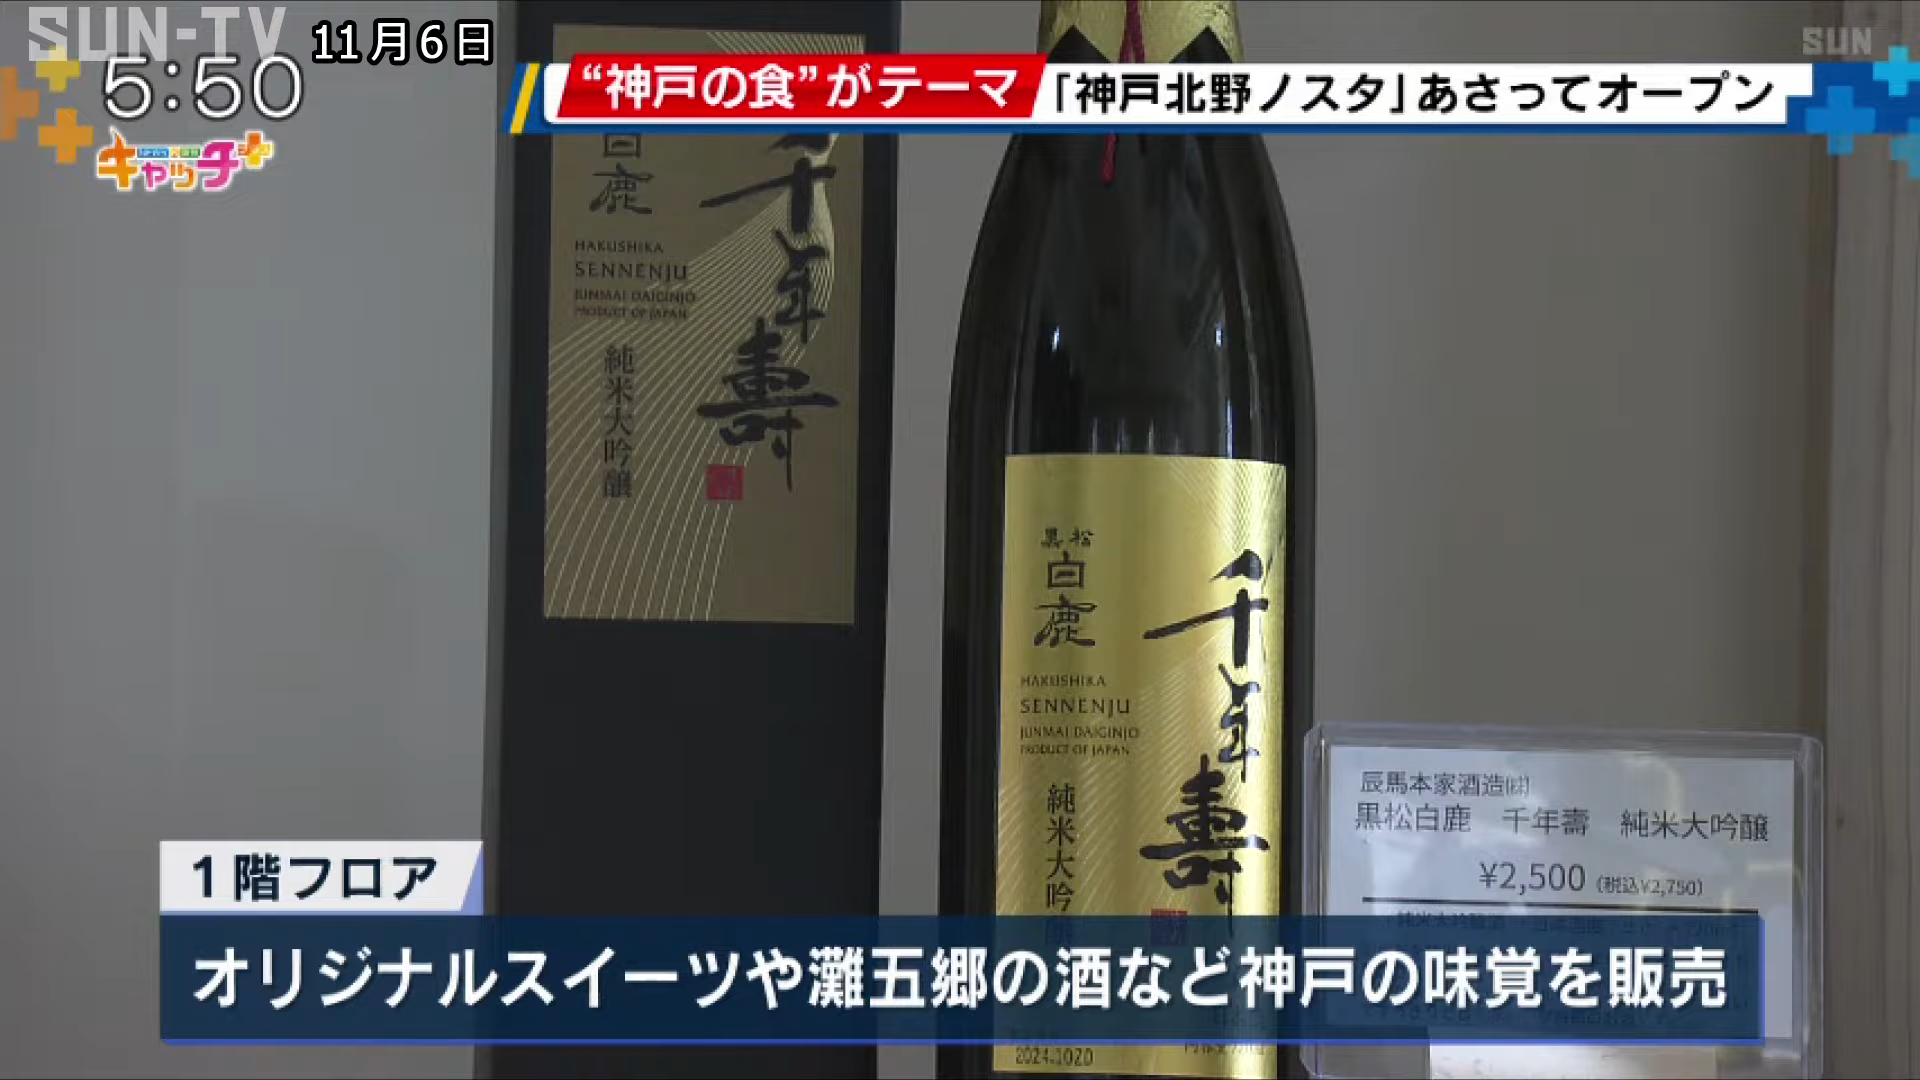 SUN-TV
5:50
11月6日
キャッチ+
SUN
“神戸の食”がテーマ
「神戸北野ノスタ」あさってオープン
白鹿
HAKUSHIKA
SENNENJU
JUNMAI DAIGINJO
PRODUCT OF JAPAN
千年壽
純米大吟醸
黒松
白鹿
HAKUSHIKA
SENNENJU
JUNMAI DAIGINJO
PRODUCT OF JAPAN
千年壽
純米大吟
2024.1020
辰馬本家酒造㈱
黒松白鹿 千年壽 純米大吟醸
¥2,500(税込¥2,750)
1階フロア
オリジナルスイーツや灘五郷の酒など神戸の味覚を販売